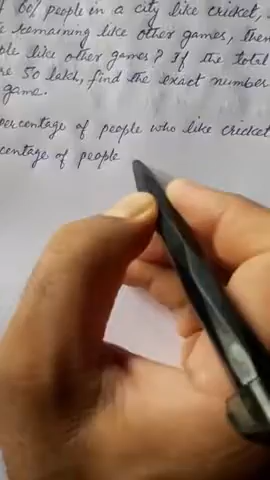 60% people in a city like cricket,
remaining like other games, then
like other games? If the total
50 lakh, find the exact number
game.
percentage of people who like cricket
centage of people